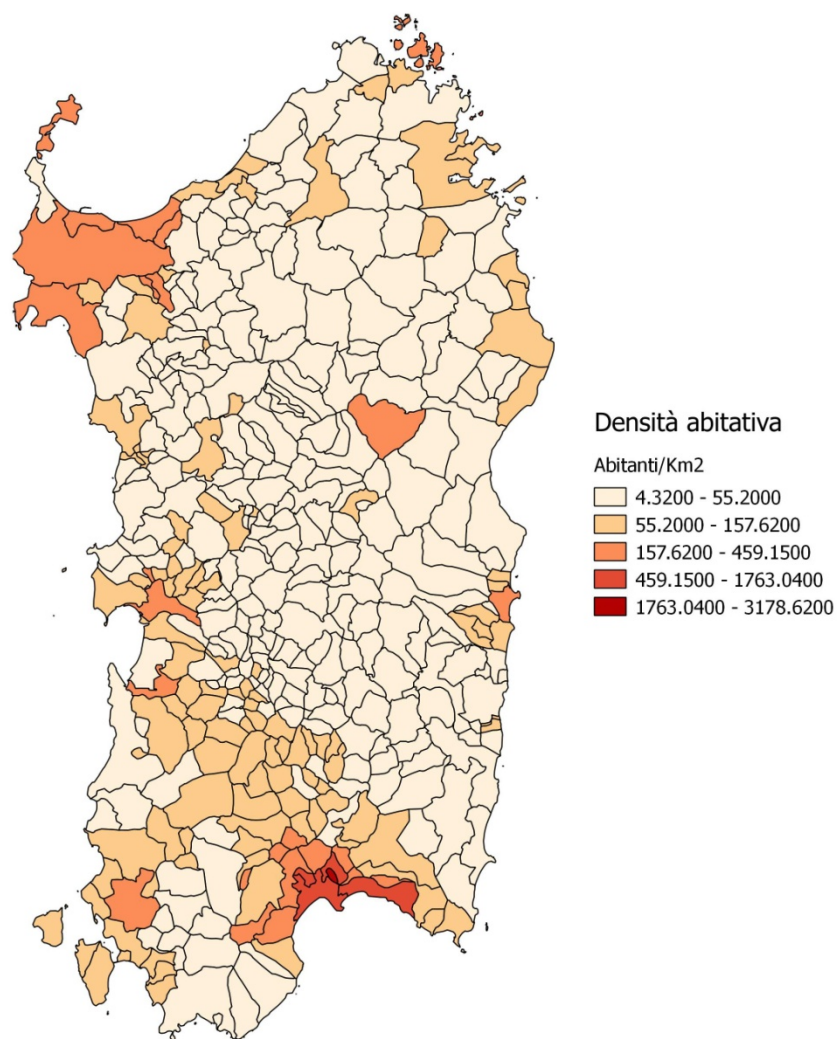 Densità abitativa
Abitanti/Km2
4.3200 - 55.2000
55.2000 - 157.6200
157.6200 - 459.1500
459.1500 - 1763.0400
1763.0400 - 3178.6200